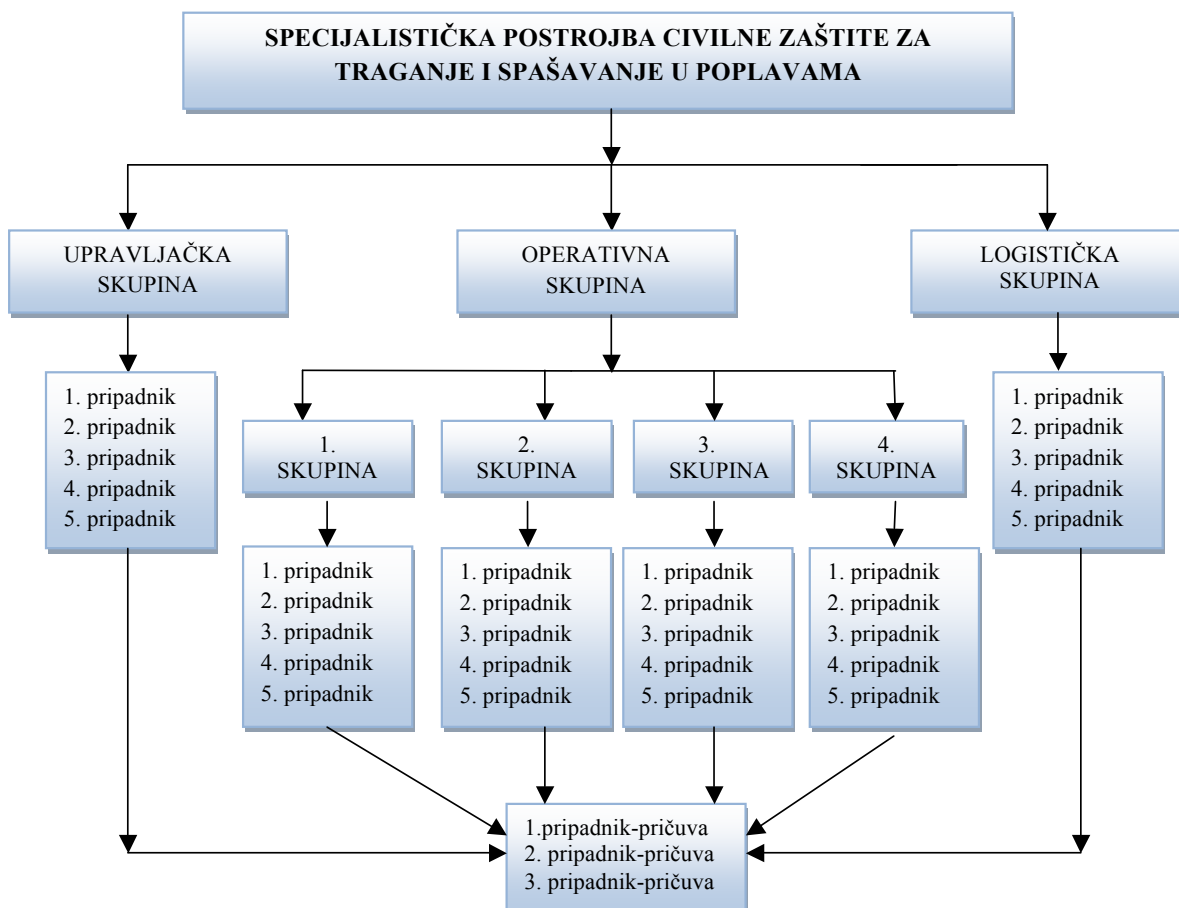 SPECIJALISTIČKA POSTROJBA CIVILNE ZAŠTITE ZA
TRAGANJE I SPAŠAVANJE U POPLAVAMA
UPRAVLJAČKA
SKUPINA
OPERATIVNA
SKUPINA
LOGISTIČKA
SKUPINA
1. pripadnik
2. pripadnik
3. pripadnik
4. pripadnik
5. pripadnik
1.
SKUPINA
2.
SKUPINA
3.
SKUPINA
4.
SKUPINA
1. pripadnik
2. pripadnik
3. pripadnik
4. pripadnik
5. pripadnik
1. pripadnik
2. pripadnik
3. pripadnik
4. pripadnik
5. pripadnik
1. pripadnik
2. pripadnik
3. pripadnik
4. pripadnik
5. pripadnik
1. pripadnik
2. pripadnik
3. pripadnik
4. pripadnik
5. pripadnik
1. pripadnik
2. pripadnik
3. pripadnik
4. pripadnik
5. pripadnik
1.pripadnik-pričuva
2. pripadnik-pričuva
3. pripadnik-pričuva